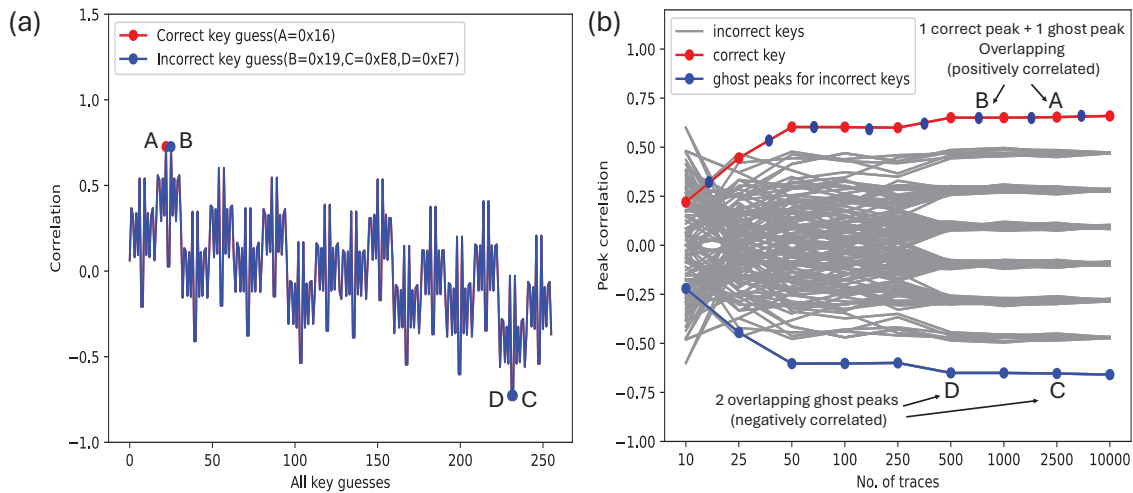 (a)
1.5
1.0
0.5
0.0
−0.5
−1.0
Correlation
Correct key guess(A=0x16)
Incorrect key guess(B=0x19,C=0xE8,D=0xE7)
A
B
D
C
0
50
100
150
200
250
All key guesses
(b)
1.00
0.75
0.50
0.25
0.00
−0.25
−0.50
−0.75
−1.00
Peak correlation
incorrect keys
correct key
ghost peaks for incorrect keys
1 correct peak + 1 ghost peak
Overlapping
(positively correlated)
B
A
2 overlapping ghost peaks
(negatively correlated)
D
C
10
25
50
100
250
500
1000
2500
10000
No. of traces